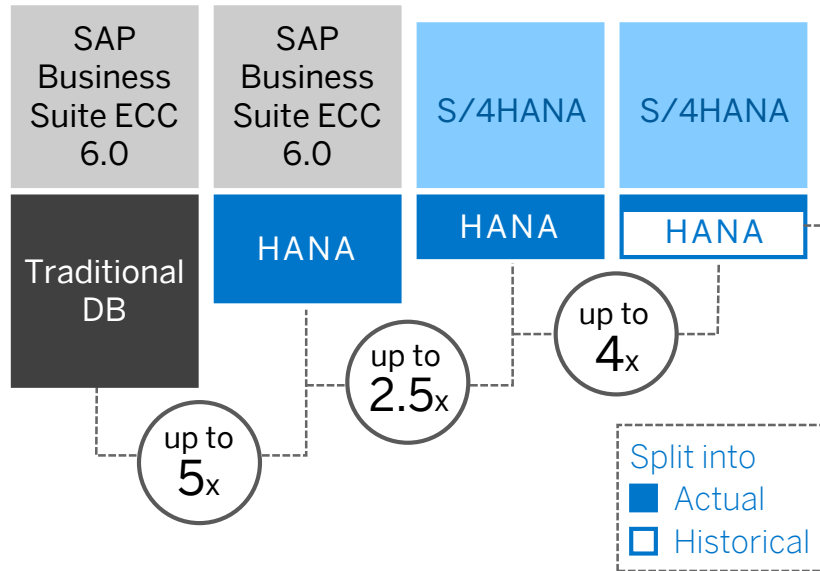 SAP
Business
Suite ECC
6.0
SAP
Business
Suite ECC
6.0
S/4HANA
S/4HANA
Traditional
DB
HANA
HANA
HANA
up to
5x
up to
2.5x
up to
4x
Split into
Actual
Historical